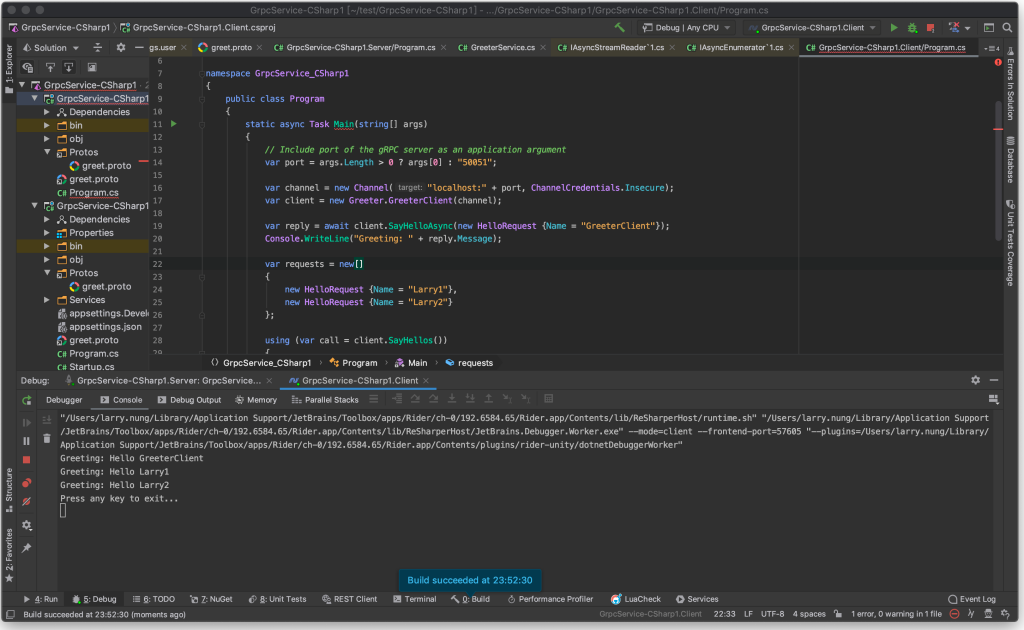 GrpcService-CSharp1 [~/test/GrpcService-CSharp1] - .../GrpcService-CSharp1/GrpcService-CSharp1.Client/Program.cs
GrpcService-CSharp1 GrpcService-CSharp1.Client.csproj Debug | Any CPU GrpcService-CSharp1.Client
Solution gs.user greet.proto C# GrpcService-CSharp1.Server/Program.cs C# GreeterService.cs C# IAsyncStreamReader`1.cs C# IAsyncEnumerator`1.cs C# GrpcService-CSharp1.Client/Program.cs
1: Explorer
GrpcService-CSharp1
GrpcService-CSharp1
Dependencies
bin
obj
Protos
greet.proto
greet.proto
C# Program.cs
GrpcService-CSharp1
Dependencies
Properties
bin
obj
Protos
greet.proto
Services
appsettings.Devel
appsettings.json
greet.proto
C# Program.cs
C# Startup.cs
6
7 namespace GrpcService_CSharp1
8 {
9 public class Program
10 {
11 static async Task Main(string[] args)
12 {
13 // Include port of the gRPC server as an application argument
14 var port = args.Length > 0 ? args[0] : "50051";
15
16 var channel = new Channel( target: "localhost:" + port, ChannelCredentials.Insecure);
17 var client = new Greeter.GreeterClient(channel);
18
19 var reply = await client.SayHelloAsync(new HelloRequest {Name = "GreeterClient"});
20 Console.WriteLine("Greeting: " + reply.Message);
21
22 var requests = new[]
23 {
24 new HelloRequest {Name = "Larry1"},
25 new HelloRequest {Name = "Larry2"}
26 };
27
28 using (var call = client.SayHellos())
29 {
Errors In Solution
Database
Unit Tests Coverage
GrpcService_CSharp1 Program Main requests
Debug: GrpcService-CSharp1.Server: GrpcService... GrpcService-CSharp1.Client
Debugger Console Debug Output Memory Parallel Stacks
"/Users/larry.nung/Library/Application Support/JetBrains/Toolbox/apps/Rider/ch-0/192.6584.65/Rider.app/Contents/lib/ReSharperHost/runtime.sh" "/Users/larry.nung/Library/Application Support
/JetBrains/Toolbox/apps/Rider/ch-0/192.6584.65/Rider.app/Contents/lib/ReSharperHost/JetBrains.Debugger.Worker.exe" --mode=client --frontend-port=57605 "--plugins=/Users/larry.nung/Library/
Application Support/JetBrains/Toolbox/apps/Rider/ch-0/192.6584.65/Rider.app/Contents/plugins/rider-unity/dotnetDebuggerWorker"
Greeting: Hello GreeterClient
Greeting: Hello Larry1
Greeting: Hello Larry2
Press any key to exit...
Structure
2: Favorites
Build succeeded at 23:52:30
4: Run 5: Debug 6: TODO 7: NuGet 8: Unit Tests REST Client Terminal 0: Build Performance Profiler LuaCheck Services Event Log
Build succeeded at 23:52:30 (moments ago) GrpcService-CSharp1.Client 22:33 LF UTF-8 4 spaces 1 error, 0 warning in 1 file